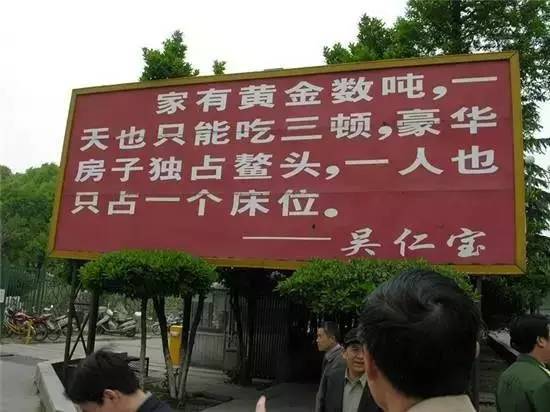 家有黄金数吨，一
天也只能吃三顿，豪华
房子独占鳌头，一人也
只占一个床位。
——吴仁宝